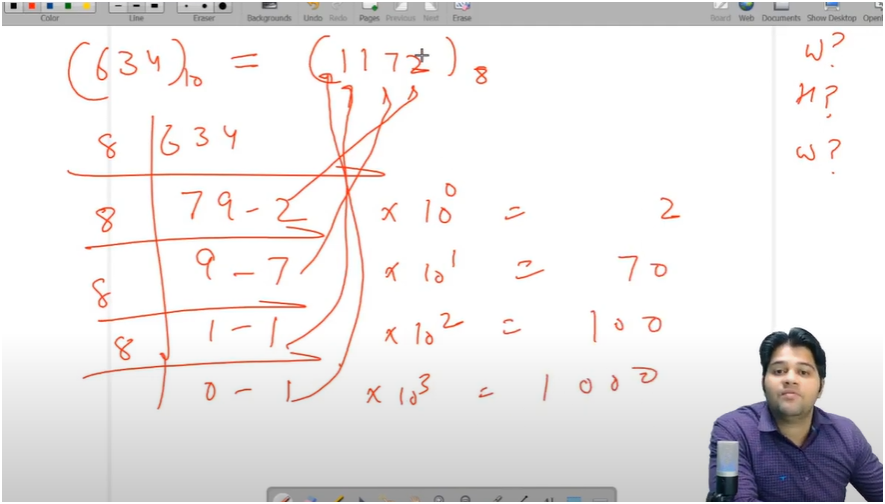 Color Line Eraser Backgrounds Undo Redo Pages Previous Next Erase Board Web Documents Show Desktop
(634)10 = (1172)8
W?
H?
W?
8 634
8 79 - 2 × 10^0 = 2
8 9 - 7 × 10^1 = 70
8 1 - 1 × 10^2 = 100
0 - 1 × 10^3 = 1000